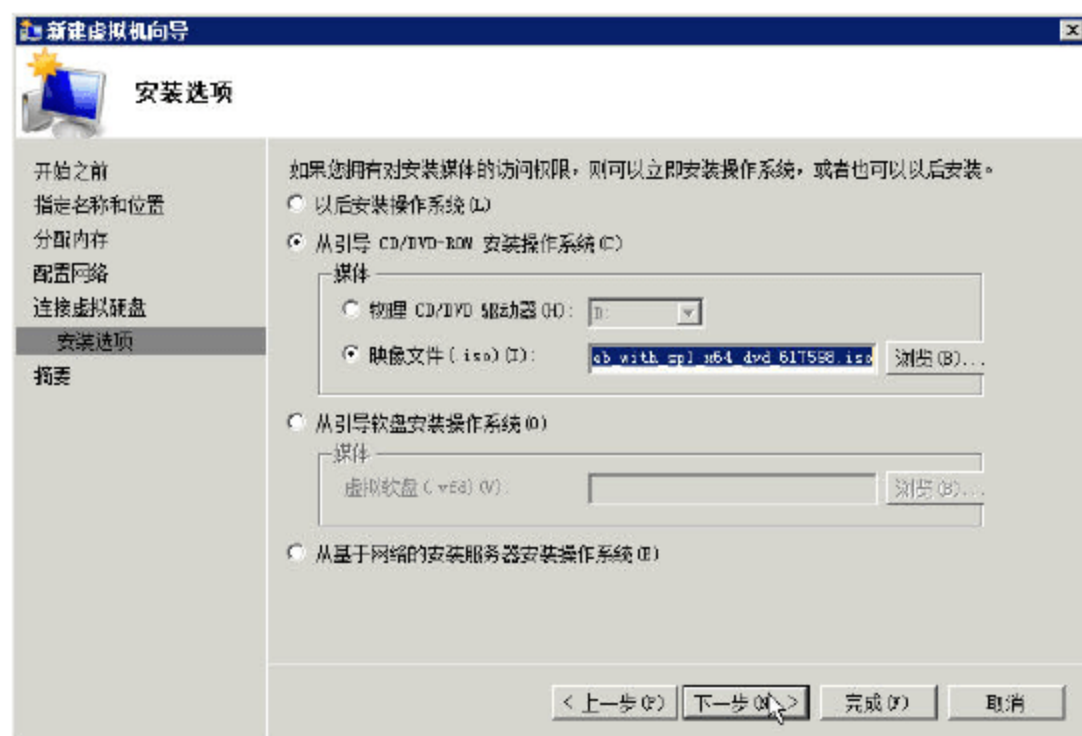 新建虚拟机向导
安装选项
开始之前
指定名称和位置
分配内存
配置网络
连接虚拟硬盘
安装选项
摘要
如果您拥有对安装媒体的访问权限，则可以立即安装操作系统，或者也可以以后安装。
以后安装操作系统(L)
从引导 CD/DVD-ROM 安装操作系统(C)
媒体
物理 CD/DVD 驱动器(H): D:
映像文件(.iso)(I): eb_with_sp1_x64_dvd_617598.iso 浏览(B)...
从引导软盘安装操作系统(O)
媒体
虚拟软盘(.vfd)(V): 浏览(B)...
从基于网络的安装服务器安装操作系统(E)
< 上一步(P) 下一步(N) > 完成(F) 取消